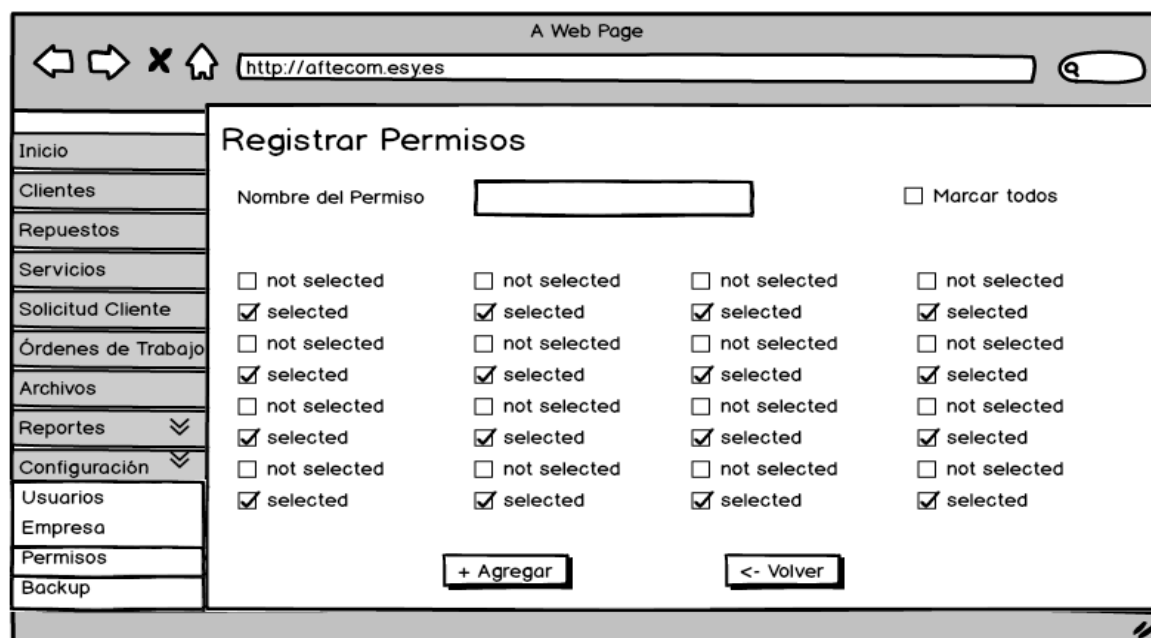 A Web Page
http://aftecom.esy.es
Inicio
Clientes
Repuestos
Servicios
Solicitud Cliente
Órdenes de Trabajo
Archivos
Reportes
Configuración
Usuarios
Empresa
Permisos
Backup
Registrar Permisos
Nombre del Permiso
Marcar todos
not selected not selected not selected not selected
selected selected selected selected
not selected not selected not selected not selected
selected selected selected selected
not selected not selected not selected not selected
selected selected selected selected
not selected not selected not selected not selected
selected selected selected selected
+ Agregar <- Volver